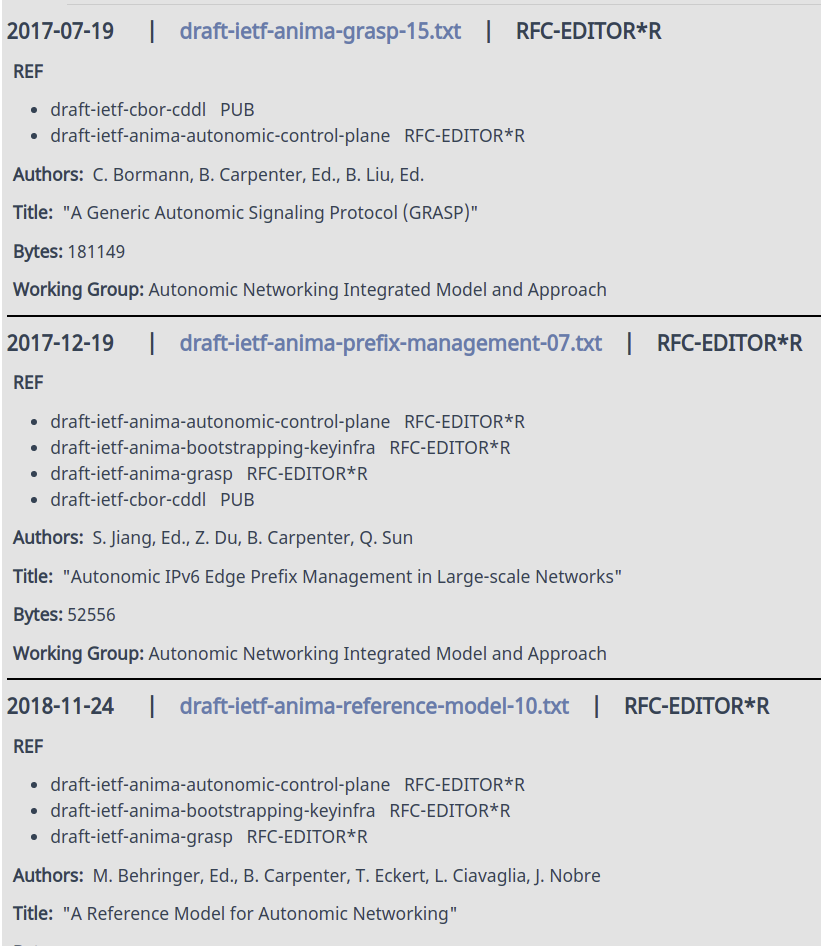 2017-07-19 | draft-ietf-anima-grasp-15.txt | RFC-EDITOR*R
REF
• draft-ietf-cbor-cddl PUB
• draft-ietf-anima-autonomic-control-plane RFC-EDITOR*R
Authors: C. Bormann, B. Carpenter, Ed., B. Liu, Ed.
Title: "A Generic Autonomic Signaling Protocol (GRASP)"
Bytes: 181149
Working Group: Autonomic Networking Integrated Model and Approach
2017-12-19 | draft-ietf-anima-prefix-management-07.txt | RFC-EDITOR*R
REF
• draft-ietf-anima-autonomic-control-plane RFC-EDITOR*R
• draft-ietf-anima-bootstrapping-keyinfra RFC-EDITOR*R
• draft-ietf-anima-grasp RFC-EDITOR*R
• draft-ietf-cbor-cddl PUB
Authors: S. Jiang, Ed., Z. Du, B. Carpenter, Q. Sun
Title: "Autonomic IPv6 Edge Prefix Management in Large-scale Networks"
Bytes: 52556
Working Group: Autonomic Networking Integrated Model and Approach
2018-11-24 | draft-ietf-anima-reference-model-10.txt | RFC-EDITOR*R
REF
• draft-ietf-anima-autonomic-control-plane RFC-EDITOR*R
• draft-ietf-anima-bootstrapping-keyinfra RFC-EDITOR*R
• draft-ietf-anima-grasp RFC-EDITOR*R
Authors: M. Behringer, Ed., B. Carpenter, T. Eckert, L. Ciavaglia, J. Nobre
Title: "A Reference Model for Autonomic Networking"